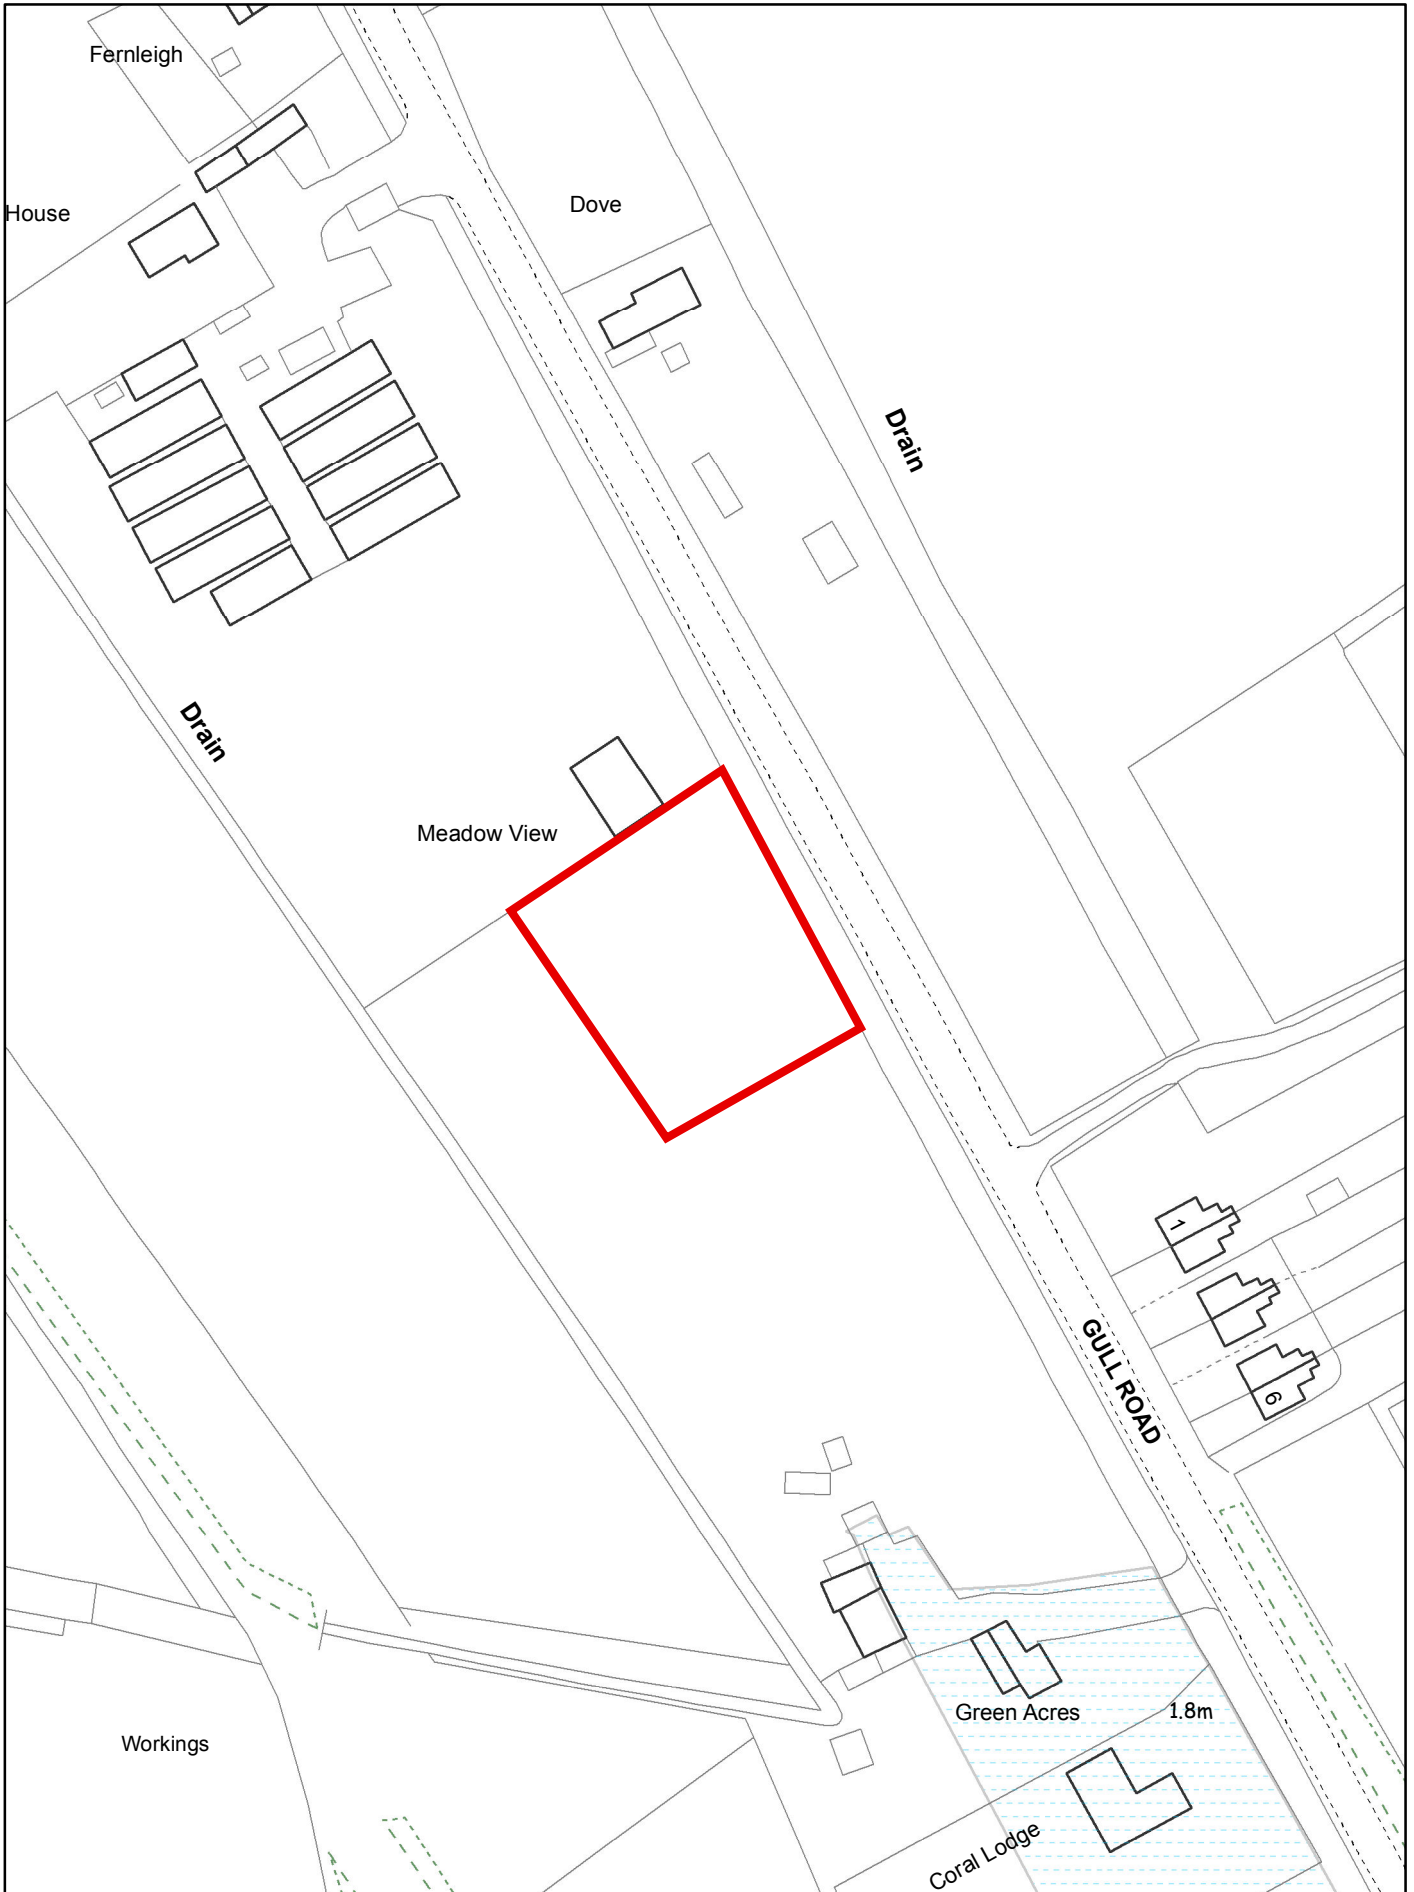 Fernleigh
Dove
House
Drain
Drain
Meadow View
1
GULL ROAD
6
Green Acres
1.8m
Workings
Coral Lodge